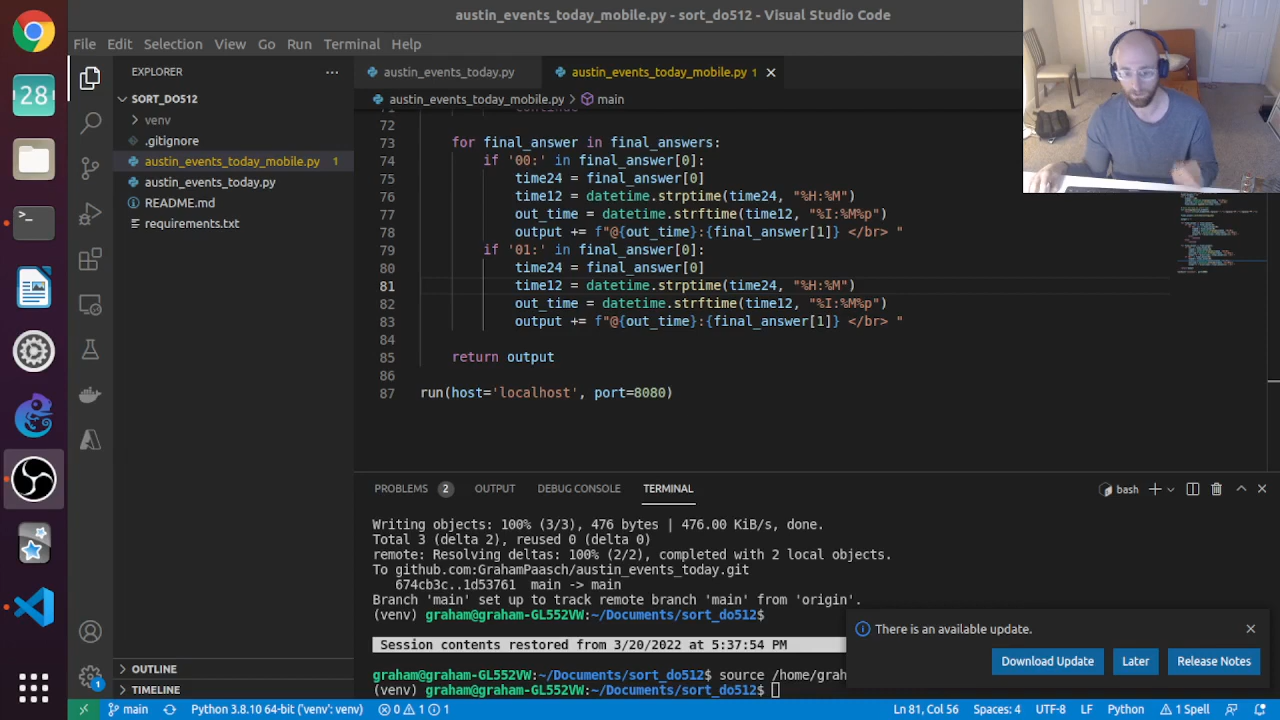 austin_events_today_mobile.py - sort_do512 - Visual Studio Code
File Edit Selection View Go Run Terminal Help
28
EXPLORER
SORT_DO512
venv
.gitignore
austin_events_today_mobile.py 1
austin_events_today.py
README.md
requirements.txt
OUTLINE
TIMELINE
austin_events_today.py austin_events_today_mobile.py 1
austin_events_today_mobile.py > main
71 continue
72
73 for final_answer in final_answers:
74 if '00:' in final_answer[0]:
75 time24 = final_answer[0]
76 time12 = datetime.strptime(time24, "%H:%M")
77 out_time = datetime.strftime(time12, "%I:%M%p")
78 output += f"@{out_time}:{final_answer[1]} </br> "
79 if '01:' in final_answer[0]:
80 time24 = final_answer[0]
81 time12 = datetime.strptime(time24, "%H:%M")
82 out_time = datetime.strftime(time12, "%I:%M%p")
83 output += f"@{out_time}:{final_answer[1]} </br> "
84
85 return output
86
87 run(host='localhost', port=8080)
PROBLEMS 2 OUTPUT DEBUG CONSOLE TERMINAL
bash
Writing objects: 100% (3/3), 476 bytes | 476.00 KiB/s, done.
Total 3 (delta 2), reused 0 (delta 0)
remote: Resolving deltas: 100% (2/2), completed with 2 local objects.
To github.com:GrahamPaasch/austin_events_today.git
674cb3c..1d53761 main -> main
Branch 'main' set up to track remote branch 'main' from 'origin'.
(venv) graham@graham-GL552VW:~/Documents/sort_do512$
Session contents restored from 3/20/2022 at 5:37:54 PM
graham@graham-GL552VW:~/Documents/sort_do512$ source /home/grah
(venv) graham@graham-GL552VW:~/Documents/sort_do512$
There is an available update.
Download Update Later Release Notes
1
main Python 3.8.10 64-bit ('venv': venv) 0 1 1 Ln 81, Col 56 Spaces: 4 UTF-8 LF Python 1 Spell